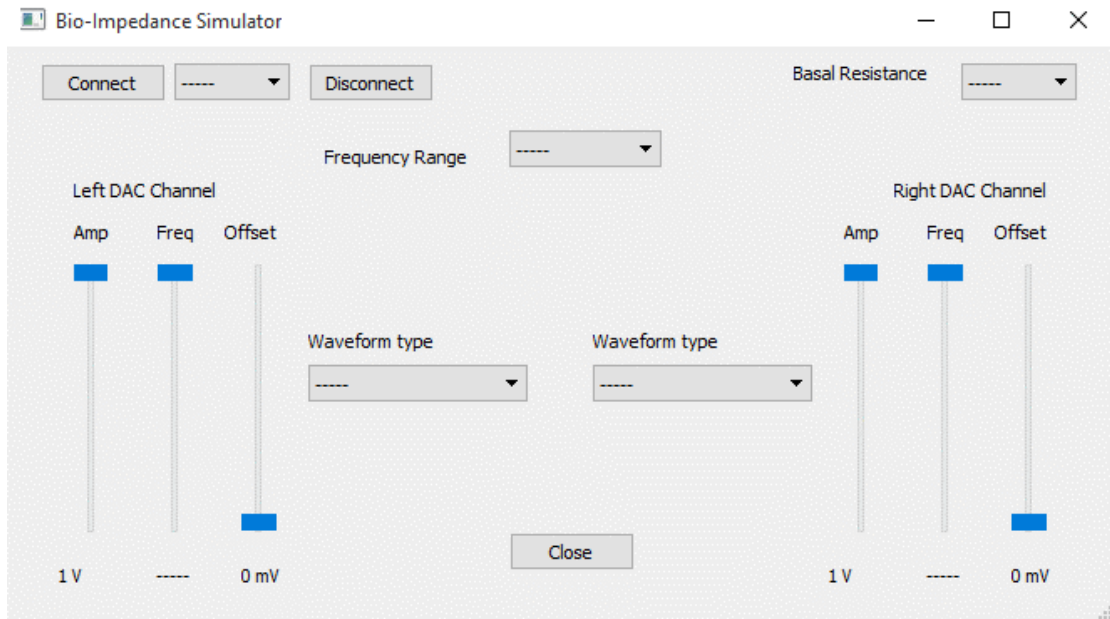 Bio-Impedance Simulator
Connect ----- Disconnect Basal Resistance -----
Frequency Range -----
Left DAC Channel Right DAC Channel
Amp Freq Offset Amp Freq Offset
Waveform type Waveform type
----- -----
Close
1 V ----- 0 mV 1 V ----- 0 mV